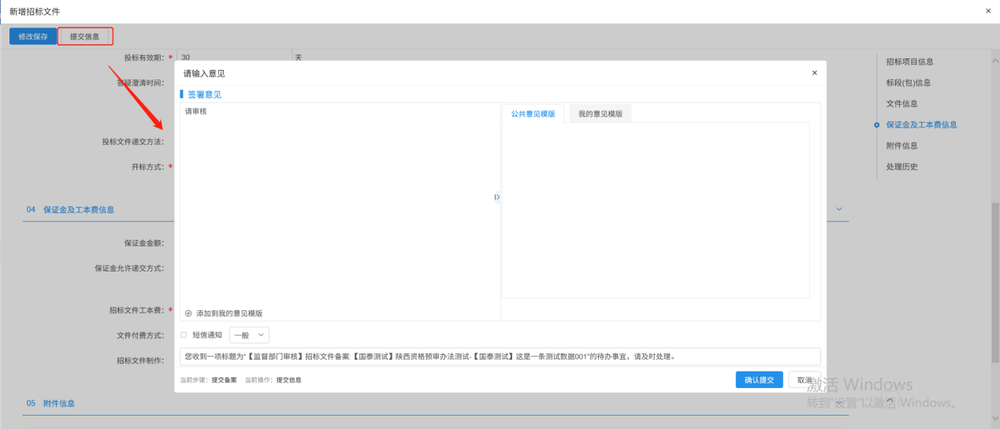 新增招标文件 ×
修改保存 提交信息
投标有效期： * 30 天
答疑澄清时间：
投标文件递交方法：
开标方式： *
04 保证金及工本费信息
保证金金额：
保证金允许递交方式：
招标文件工本费： *
文件付费方式：
招标文件制作：
05 附件信息
请输入意见 ×
签署意见
请审核
公共意见模版 我的意见模版
添加到我的意见模版
短信通知 一般
您收到一项标题为“【监督部门审核】招标文件备案:【国泰测试】陕西资格预审办法测试-【国泰测试】这是一条测试数据001”的待办事宜，请及时处理。
当前步骤：提交备案 当前操作：提交信息
确认提交 取消
招标项目信息
标段(包)信息
文件信息
保证金及工本费信息
附件信息
处理历史
激活 Windows
转到“设置”以激活 Windows。